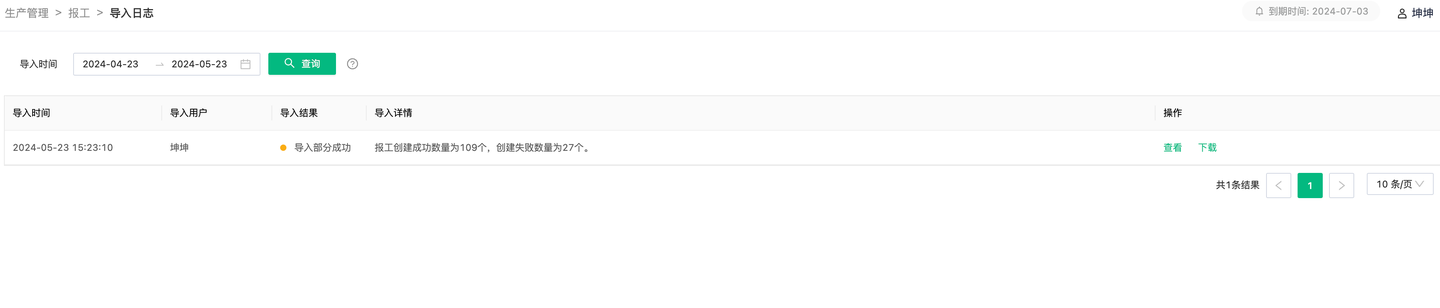 生产管理 > 报工 > 导入日志 到期时间: 2024-07-03 坤坤
导入时间 2024-04-23 → 2024-05-23 查询
导入时间 导入用户 导入结果 导入详情 操作
2024-05-23 15:23:10 坤坤 导入部分成功 报工创建成功数量为109个，创建失败数量为27个。 查看 下载
共1条结果 < 1 > 10 条/页